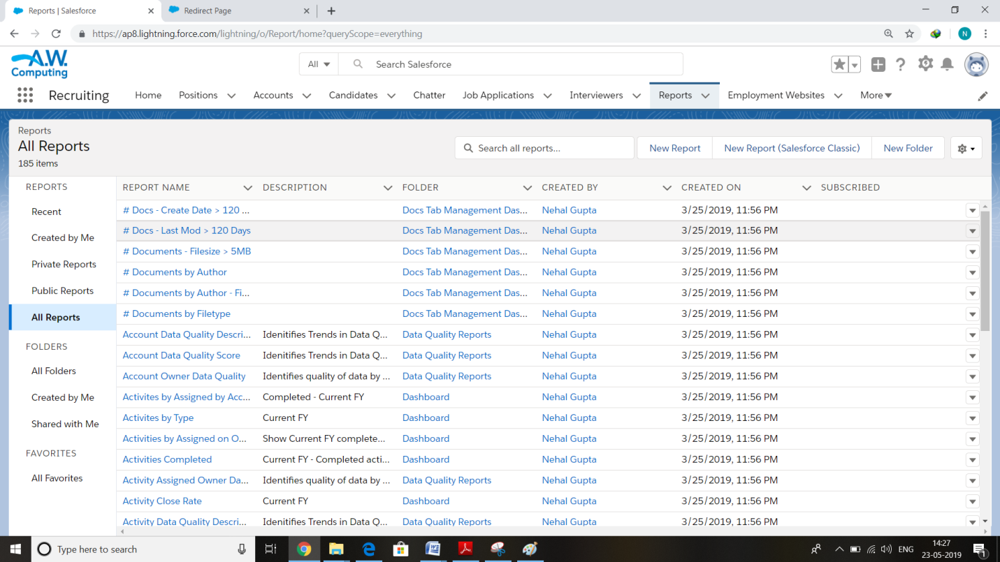 Reports | Salesforce
Redirect Page
https://ap8.lightning.force.com/lightning/o/Report/home?queryScope=everything
N
A.W.
Computing
All
Search Salesforce
Recruiting
Home Positions Accounts Candidates Chatter Job Applications Interviewers Reports Employment Websites More
Reports
All Reports
185 items
Search all reports...
New Report New Report (Salesforce Classic) New Folder
REPORTS
Recent
Created by Me
Private Reports
Public Reports
All Reports
FOLDERS
All Folders
Created by Me
Shared with Me
FAVORITES
All Favorites
REPORT NAME DESCRIPTION FOLDER CREATED BY CREATED ON SUBSCRIBED
# Docs - Create Date > 120 ... Docs Tab Management Das... Nehal Gupta 3/25/2019, 11:56 PM
# Docs - Last Mod > 120 Days Docs Tab Management Das... Nehal Gupta 3/25/2019, 11:56 PM
# Documents - Filesize > 5MB Docs Tab Management Das... Nehal Gupta 3/25/2019, 11:56 PM
# Documents by Author Docs Tab Management Das... Nehal Gupta 3/25/2019, 11:56 PM
# Documents by Author - Fi... Docs Tab Management Das... Nehal Gupta 3/25/2019, 11:56 PM
# Documents by Filetype Docs Tab Management Das... Nehal Gupta 3/25/2019, 11:56 PM
Account Data Quality Descri... Idenitifies Trends in Data Q... Data Quality Reports Nehal Gupta 3/25/2019, 11:56 PM
Account Data Quality Score Idenitifies Trends in Data Q... Data Quality Reports Nehal Gupta 3/25/2019, 11:56 PM
Account Owner Data Quality Identifies quality of data by ... Data Quality Reports Nehal Gupta 3/25/2019, 11:56 PM
Activites by Assigned by Acc... Completed - Current FY Dashboard Nehal Gupta 3/25/2019, 11:56 PM
Activites by Type Current FY Dashboard Nehal Gupta 3/25/2019, 11:56 PM
Activities by Assigned on O... Show Current FY complete... Dashboard Nehal Gupta 3/25/2019, 11:56 PM
Activities Completed Current FY - Completed acti... Dashboard Nehal Gupta 3/25/2019, 11:56 PM
Activity Assigned Owner Da... Identifies quality of data by ... Data Quality Reports Nehal Gupta 3/25/2019, 11:56 PM
Activity Close Rate Current FY Dashboard Nehal Gupta 3/25/2019, 11:56 PM
Activity Data Quality Descri... Idenitifies Trends in Data Q... Data Quality Reports Nehal Gupta 3/25/2019, 11:56 PM
Type here to search
ENG
14:27
23-05-2019
1